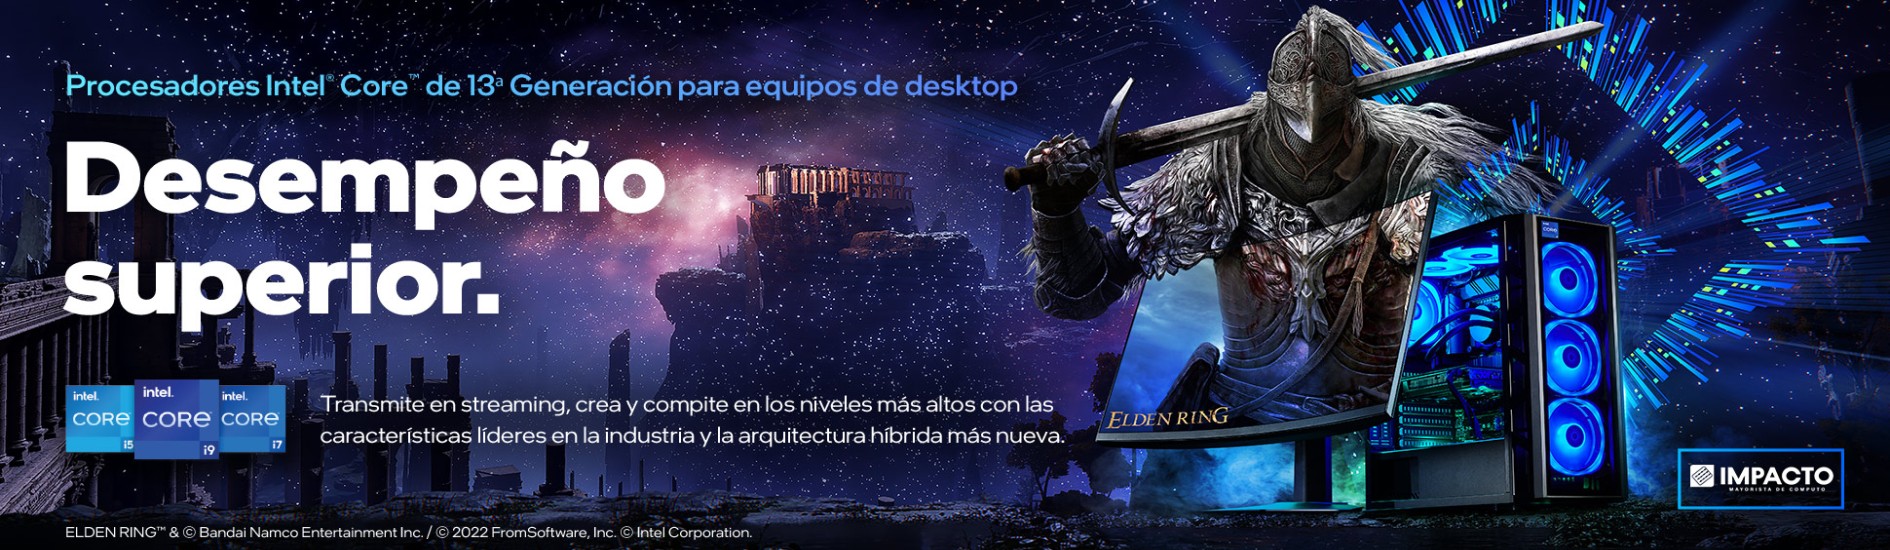 Procesadores Intel® Core™ de 13ª Generación para equipos de desktop
Desempeño
superior.
intel.
CORE
i5
intel.
CORE
i9
intel.
CORE
i7
Transmite en streaming, crea y compite en los niveles más altos con las
características líderes en la industria y la arquitectura híbrida más nueva.
ELDEN RING
IMPACTO
MAYORISTA DE COMPUTO
ELDEN RING™ & © Bandai Namco Entertainment Inc. / © 2022 FromSoftware, Inc. © Intel Corporation.